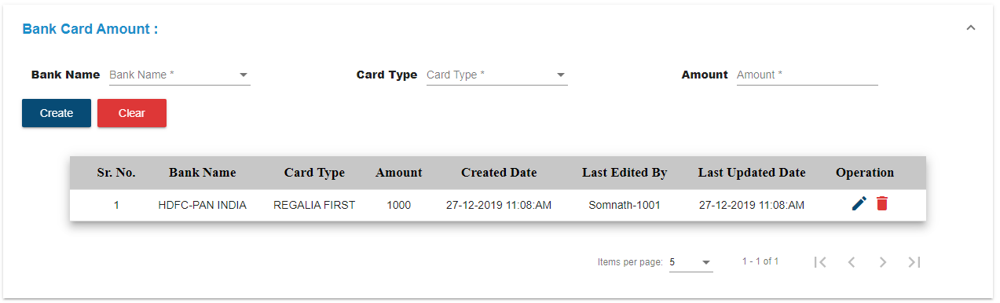 Bank Card Amount :
Bank Name Bank Name * Card Type Card Type * Amount Amount *
Create Clear
Sr. No. Bank Name Card Type Amount Created Date Last Edited By Last Updated Date Operation
1 HDFC-PAN INDIA REGALIA FIRST 1000 27-12-2019 11:08:AM Somnath-1001 27-12-2019 11:08:AM
Items per page: 5 1 - 1 of 1